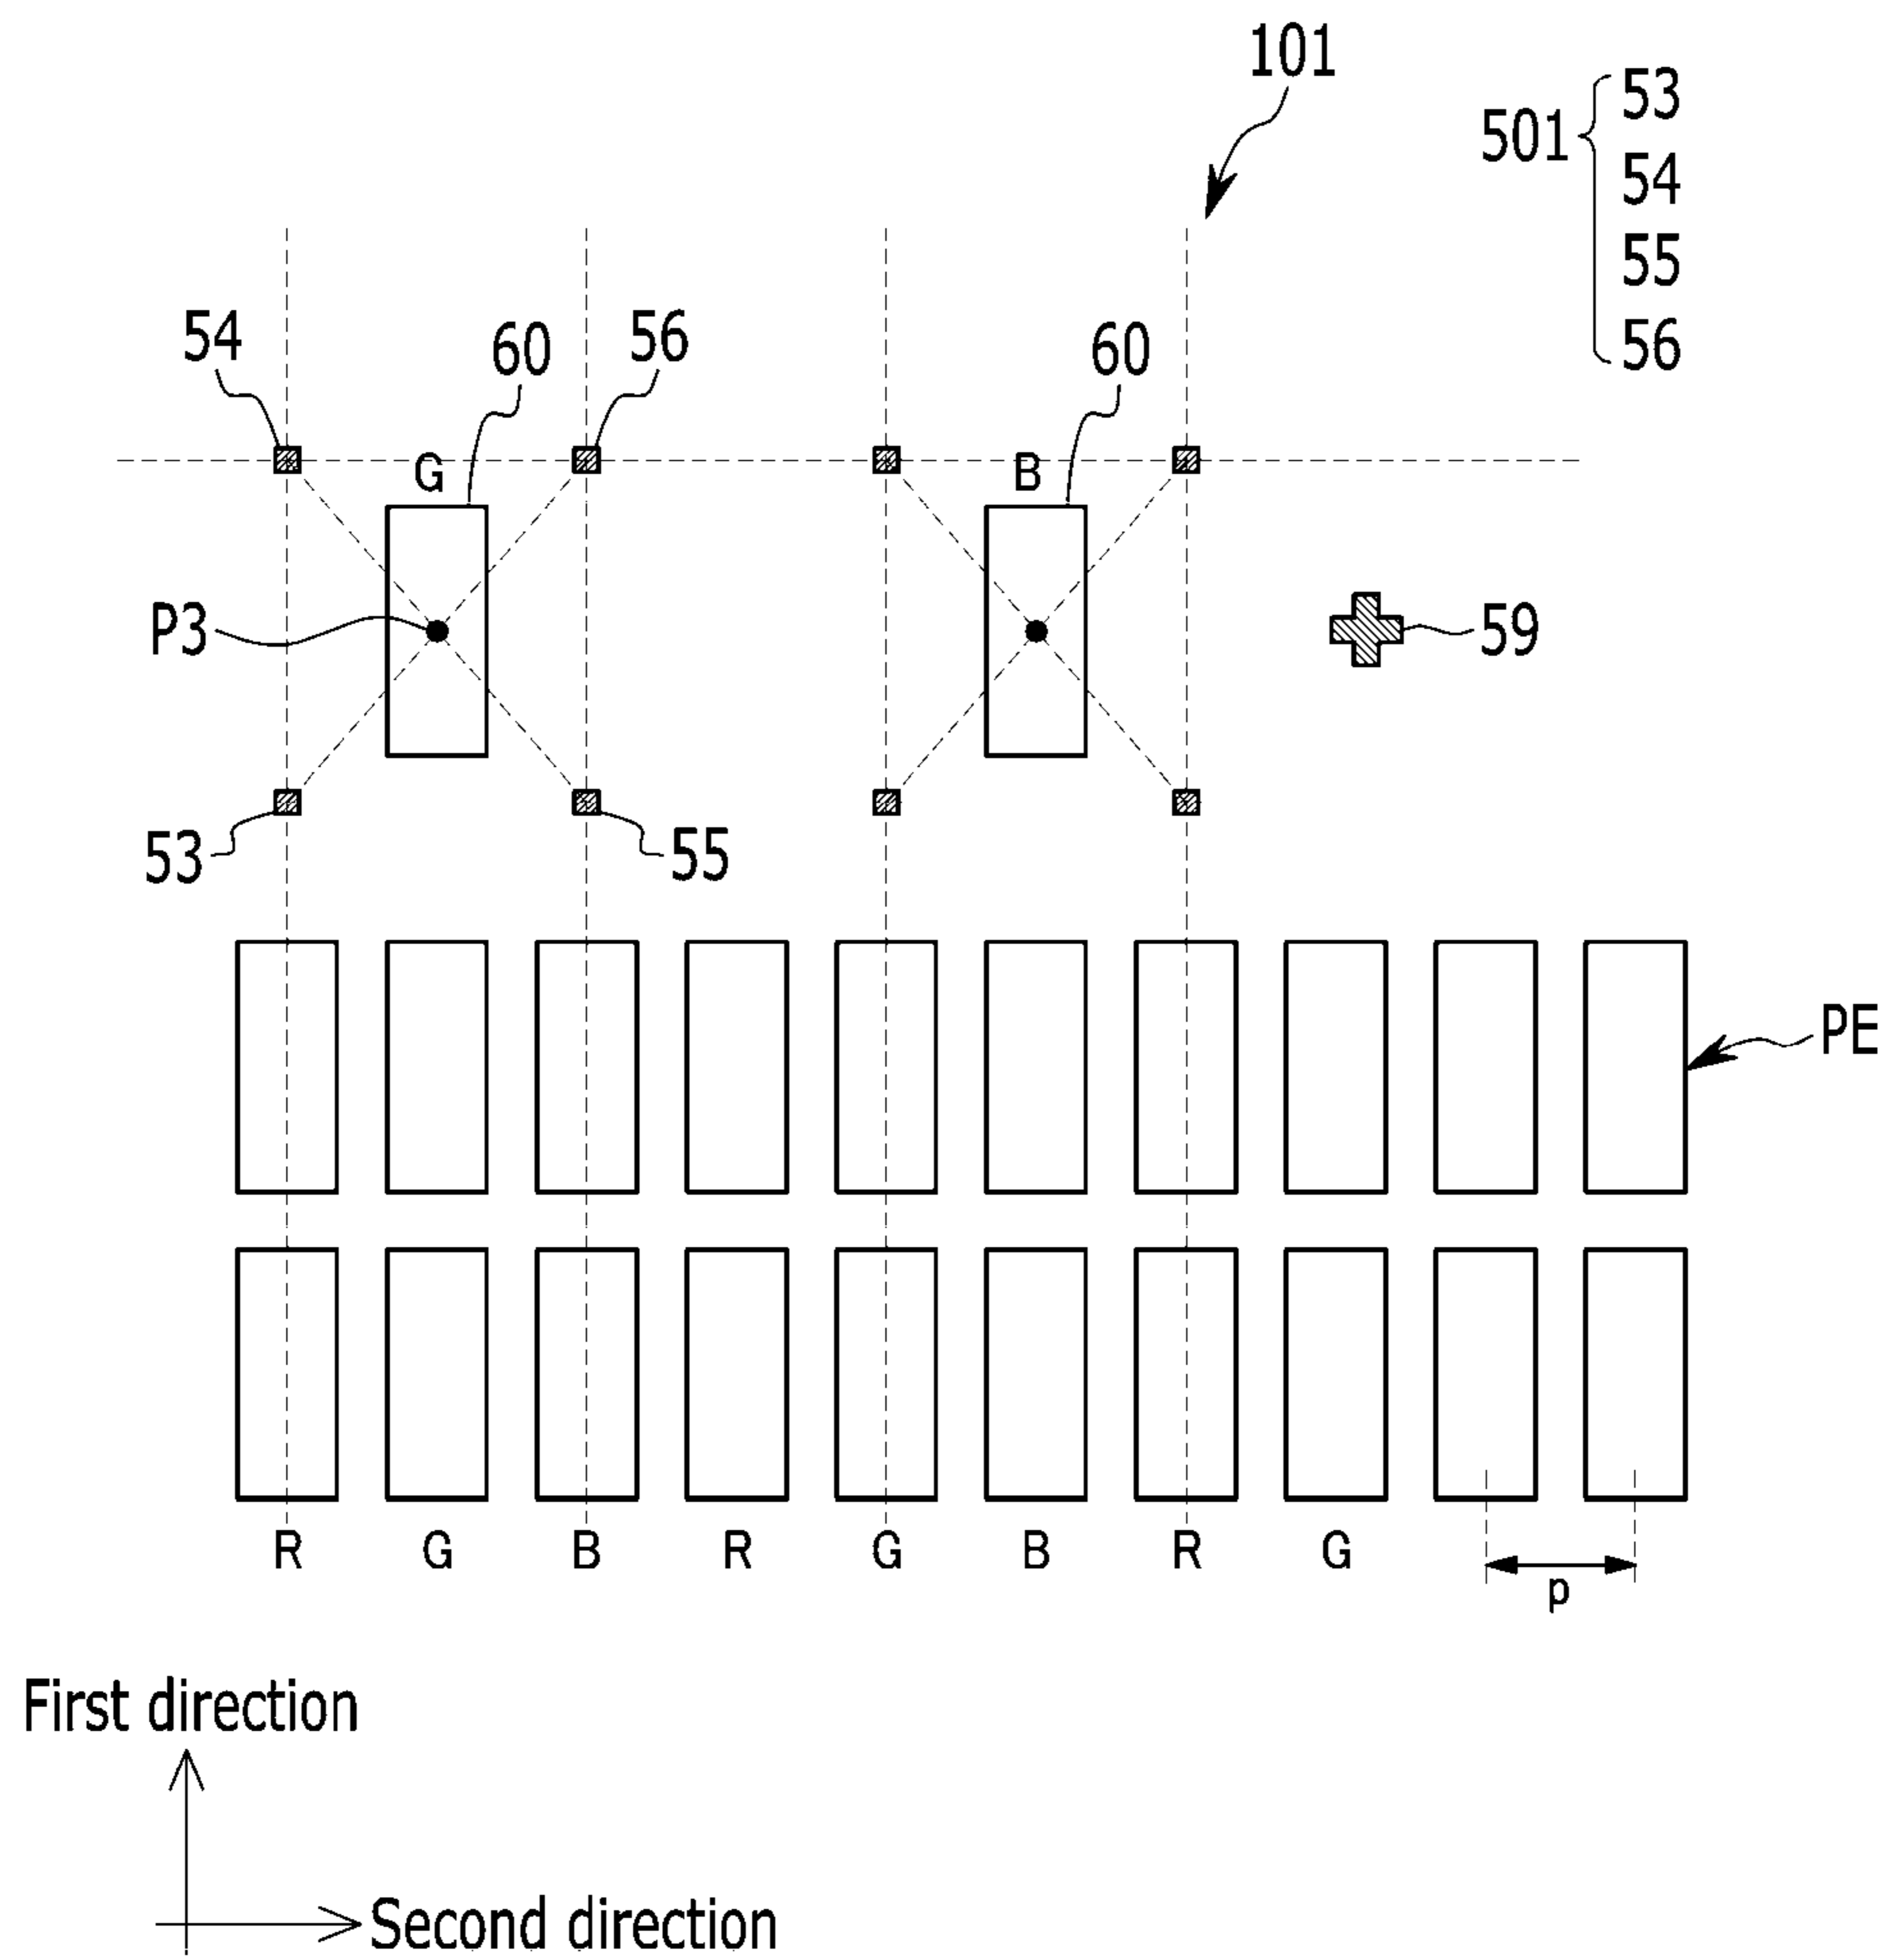 101
501
53
54
55
56
54
60
56
60
G
B
P3
59
53
55
PE
R G B R G B R G
p
First direction
Second direction